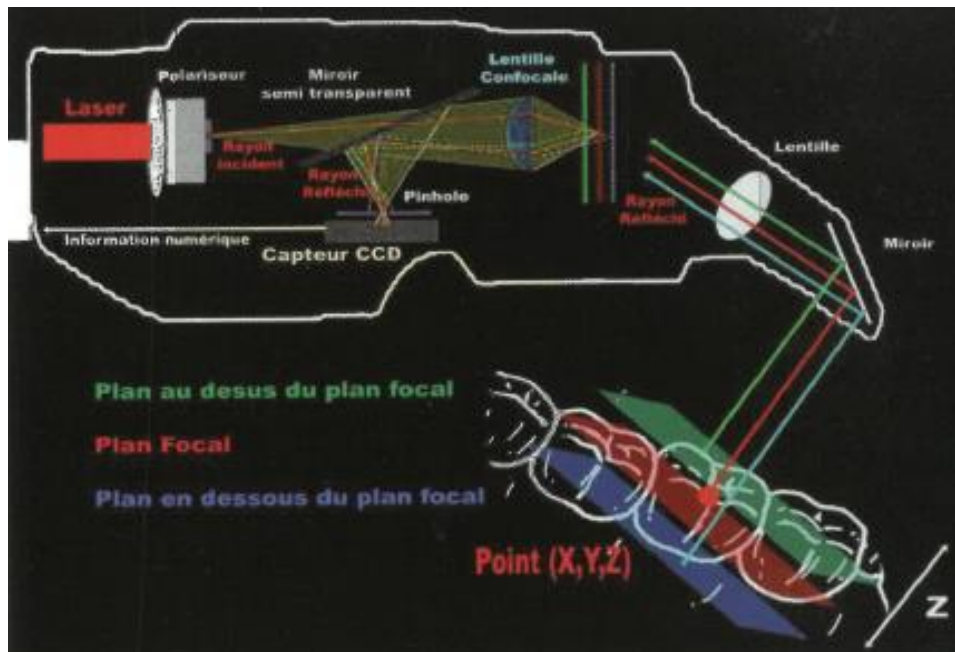 Polariseur
Miroir
semi transparent
Lentille
Confocale
Laser
Rayon
incident
Rayon
Réfléchi
Pinhole
Lentille
Rayon
Réfléchi
Miroir
Information numérique
Capteur CCD
Plan au desus du plan focal
Plan Focal
Plan en dessous du plan focal
Point (X,Y,Z)
Z